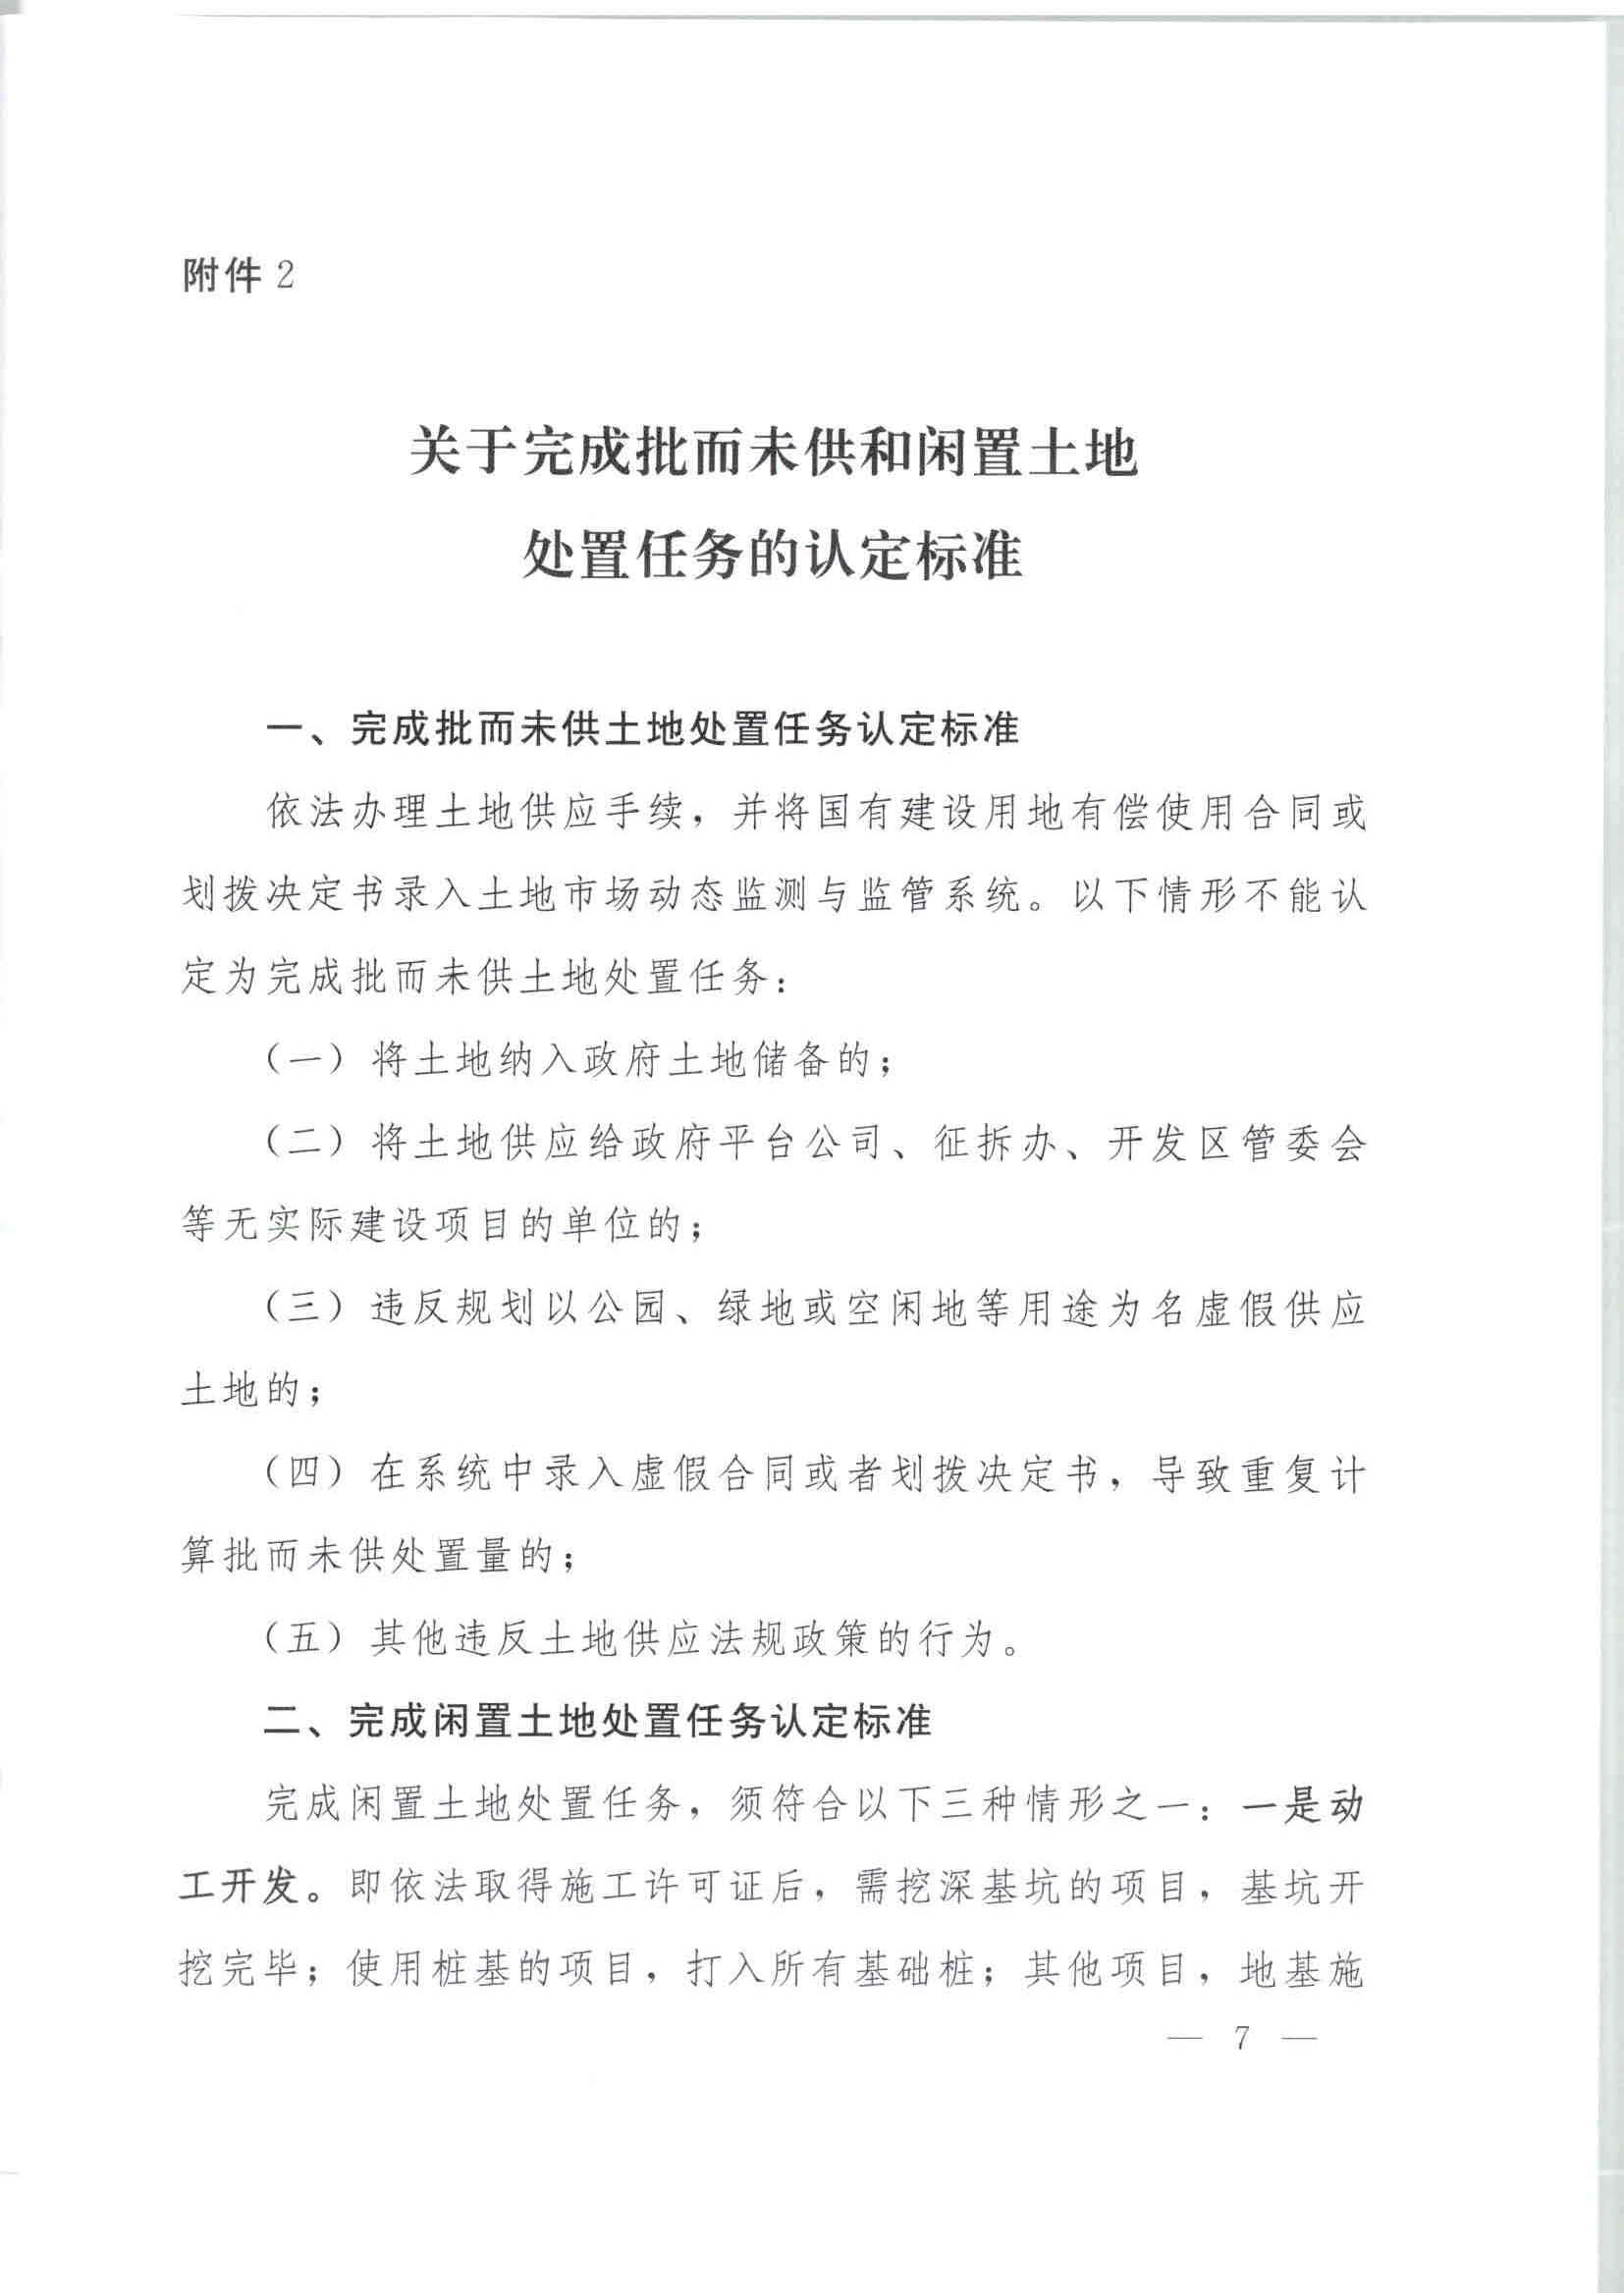 附件 2
关于完成批而未供和闲置土地
处置任务的认定标准
一、完成批而未供土地处置任务认定标准
依法办理土地供应手续，并将国有建设用地有偿使用合同或
划拨决定书录入土地市场动态监测与监管系统。以下情形不能认
定为完成批而未供土地处置任务：
（一）将土地纳入政府土地储备的；
（二）将土地供应给政府平台公司、征拆办、开发区管委会
等无实际建设项目的单位的；
（三）违反规划以公园、绿地或空闲地等用途为名虚假供应
土地的；
（四）在系统中录入虚假合同或者划拨决定书，导致重复计
算批而未供处置量的；
（五）其他违反土地供应法规政策的行为。
二、完成闲置土地处置任务认定标准
完成闲置土地处置任务，须符合以下三种情形之一：一是动
工开发。即依法取得施工许可证后，需挖深基坑的项目，基坑开
挖完毕；使用桩基的项目，打入所有基础桩；其他项目，地基施
— 7 —